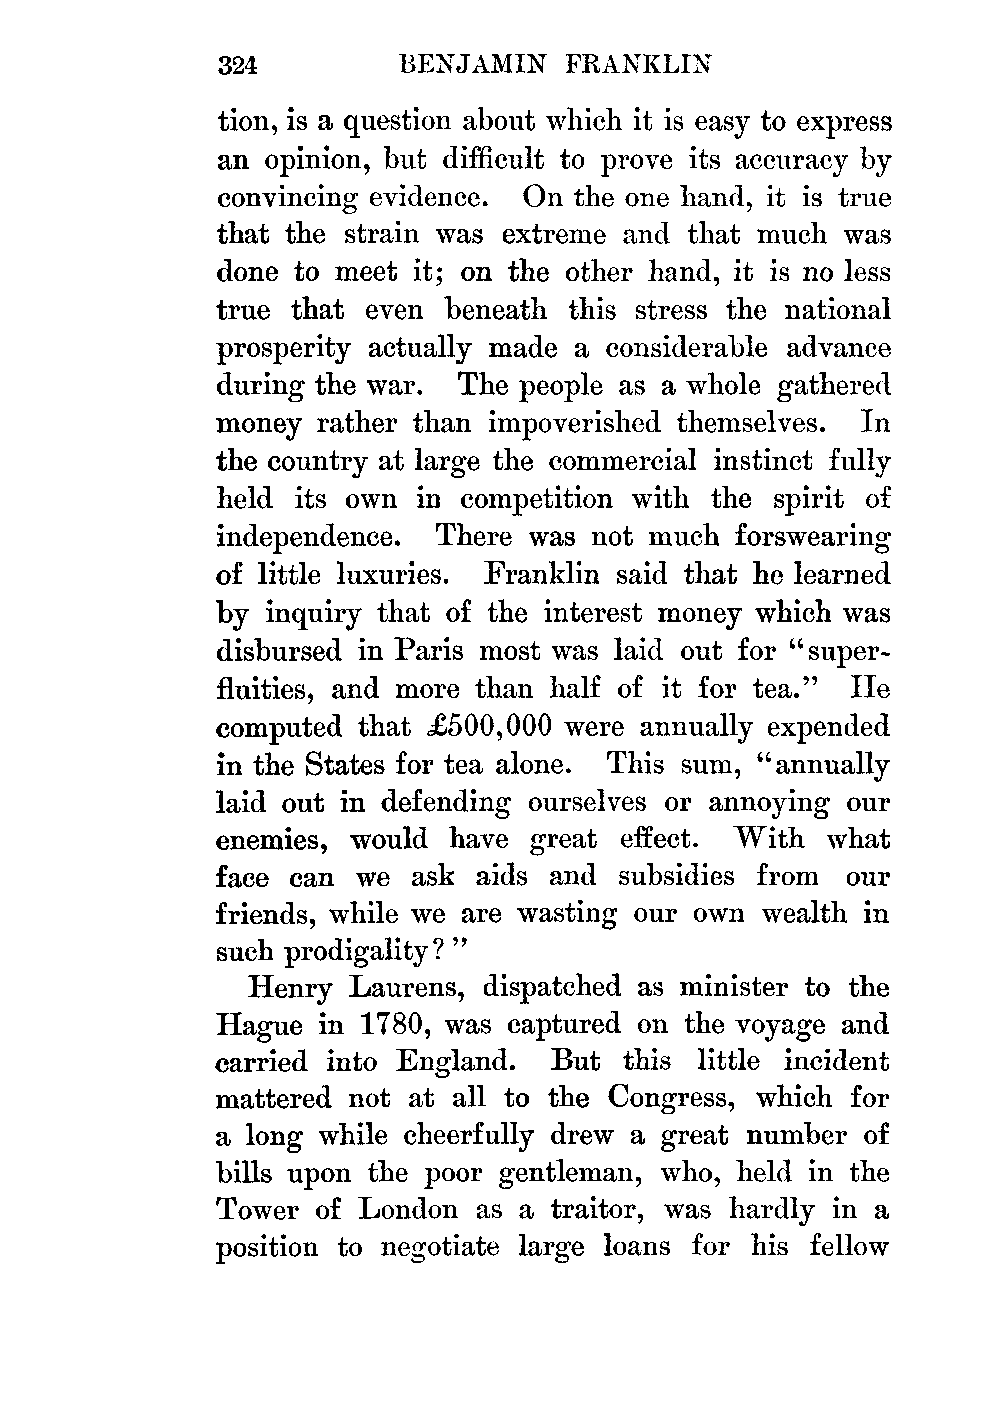 324 BENJAMIN FRANKLIN
tion, is a question about which it is easy to express
an opinion, but difficult to prove its accuracy by
convincing evidence. On the one hand, it is true
that the strain was extreme and that much was
done to meet it; on the other hand, it is no less
true that even beneath this stress the national
prosperity actually made a considerable advance
during the war. The people as a whole gathered
money rather than impoverished themselves. In
the country at large the commercial instinct fully
held its own in competition with the spirit of
independence. There was not much forswearing
of little luxuries. Franklin said that he learned
by inquiry that of the interest money which was
disbursed in Paris most was laid out for "super-
fluities, and more than half of it for tea." He
computed that £500,000 were annually expended
in the States for tea alone. This sum, "annually
laid out in defending ourselves or annoying our
enemies, would have great effect. With what
face can we ask aids and subsidies from our
friends, while we are wasting our own wealth in
such prodigality?"
Henry Laurens, dispatched as minister to the
Hague in 1780, was captured on the voyage and
carried into England. But this little incident
mattered not at all to the Congress, which for
a long while cheerfully drew a great number of
bills upon the poor gentleman, who, held in the
Tower of London as a traitor, was hardly in a
position to negotiate large loans for his fellow